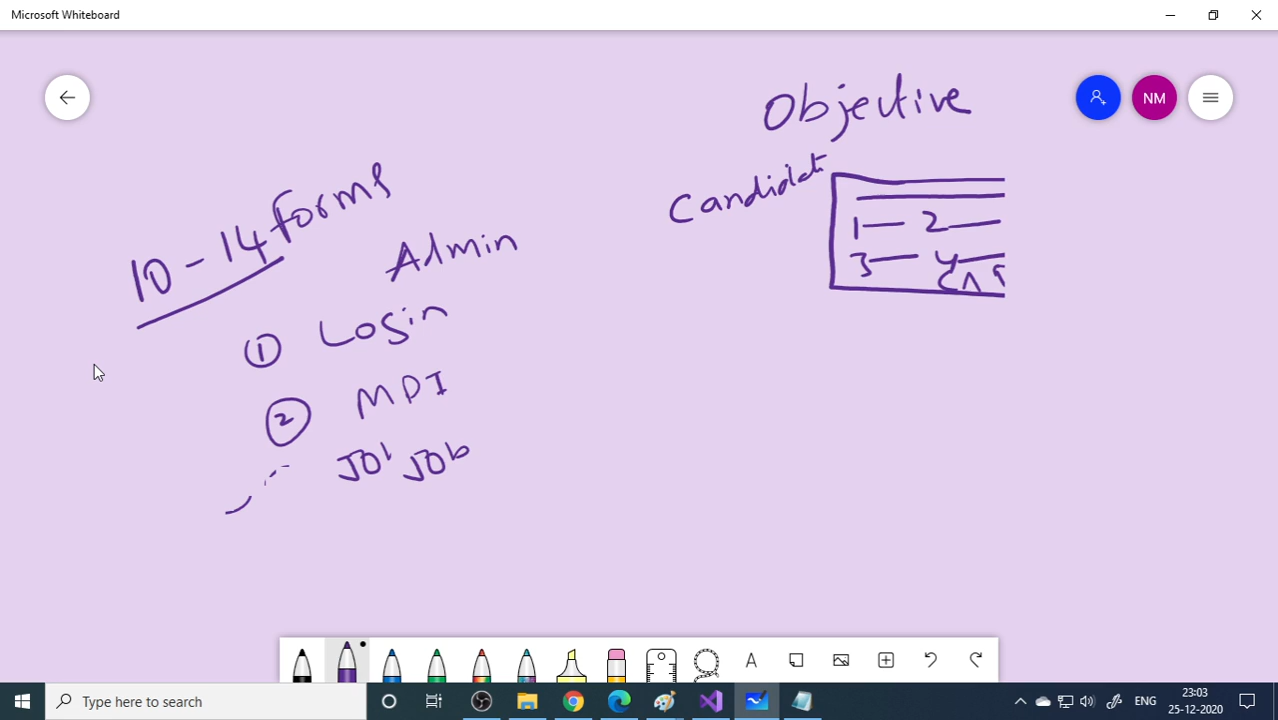 Microsoft Whiteboard
NM
Objective
Candidate
1 2
3 4
10-14 forms
Admin
1 Login
2 MDI
Job
A
Type here to search
ENG
23:03
25-12-2020